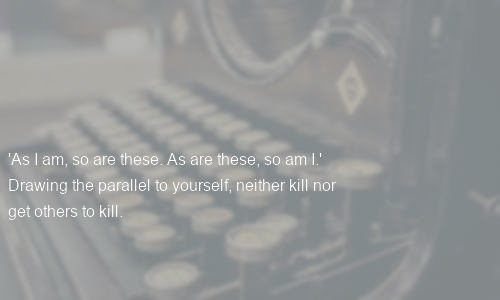 'As I am, so are these. As are these, so am I.'
Drawing the parallel to yourself, neither kill nor
get others to kill.